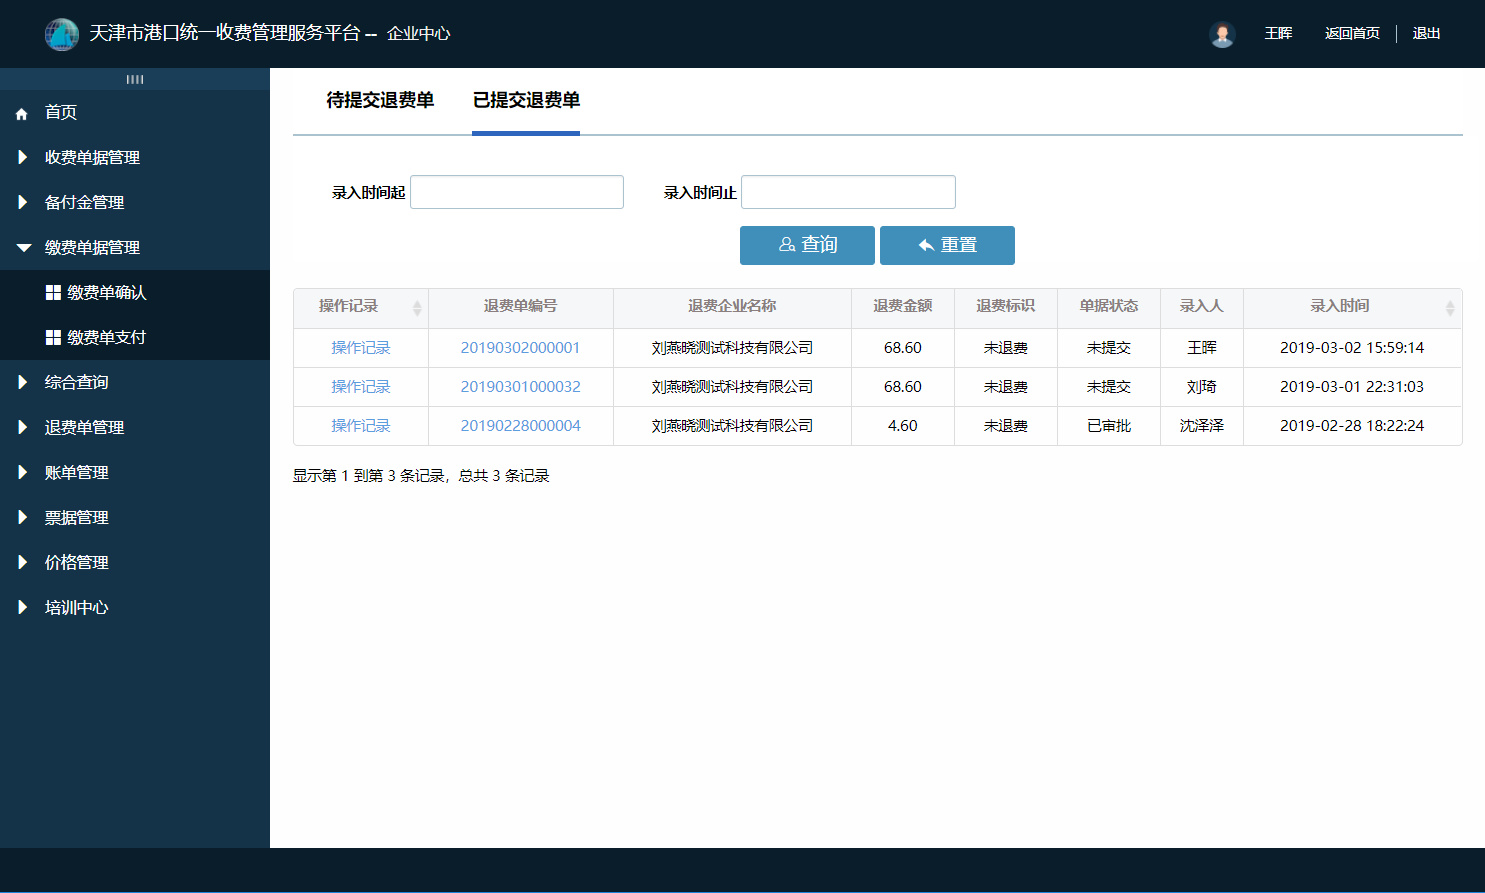 天津市港口统一收费管理服务平台 -- 企业中心
王晖 返回首页 退出
首页
收费单据管理
备付金管理
缴费单据管理
缴费单确认
缴费单支付
综合查询
退费单管理
账单管理
票据管理
价格管理
培训中心
待提交退费单 已提交退费单
录入时间起 录入时间止
查询 重置
操作记录 退费单编号 退费企业名称 退费金额 退费标识 单据状态 录入人 录入时间
操作记录 20190302000001 刘燕晓测试科技有限公司 68.60 未退费 未提交 王晖 2019-03-02 15:59:14
操作记录 20190301000032 刘燕晓测试科技有限公司 68.60 未退费 未提交 刘琦 2019-03-01 22:31:03
操作记录 20190228000004 刘燕晓测试科技有限公司 4.60 未退费 已审批 沈泽泽 2019-02-28 18:22:24
显示第 1 到第 3 条记录，总共 3 条记录